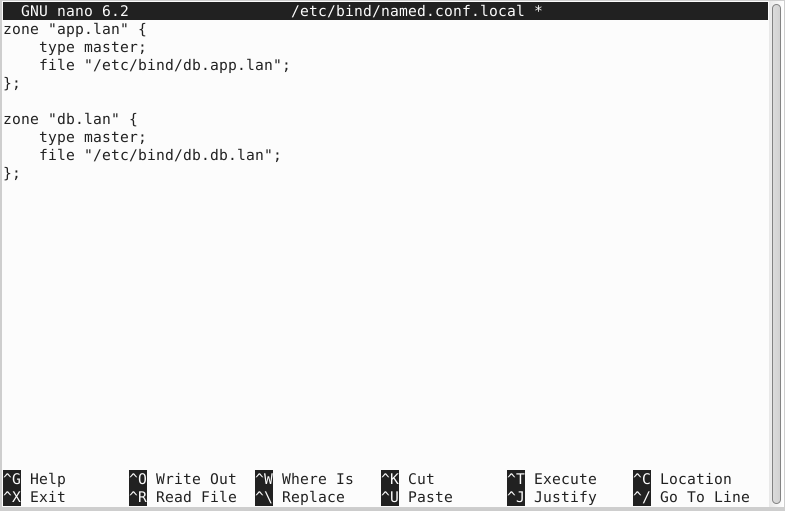 GNU nano 6.2 /etc/bind/named.conf.local *
zone "app.lan" {
    type master;
    file "/etc/bind/db.app.lan";
};

zone "db.lan" {
    type master;
    file "/etc/bind/db.db.lan";
};

^G Help ^O Write Out ^W Where Is ^K Cut ^T Execute ^C Location
^X Exit ^R Read File ^\ Replace ^U Paste ^J Justify ^/ Go To Line